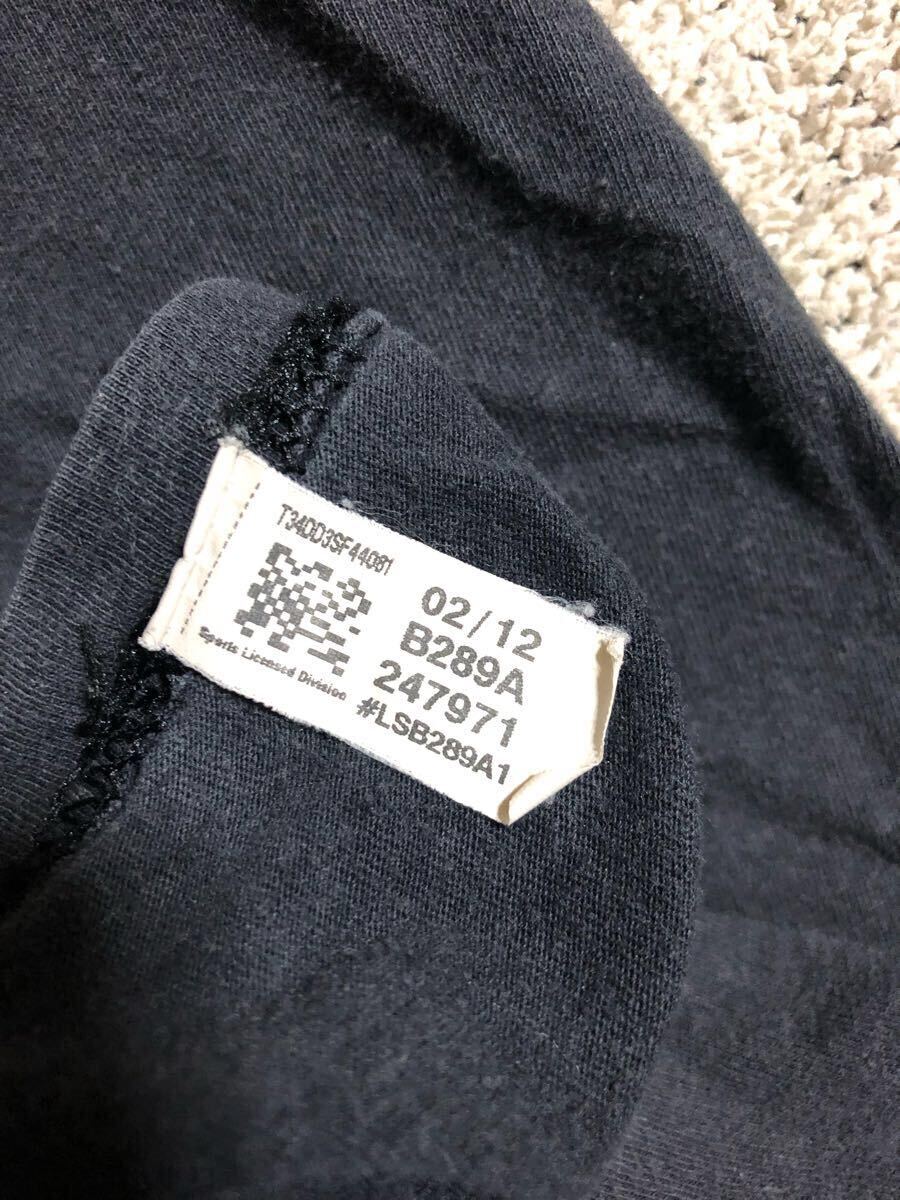 T34DD3SF44081
Sports Licensed Division
02/12
B289A
247971
#LSB289A1